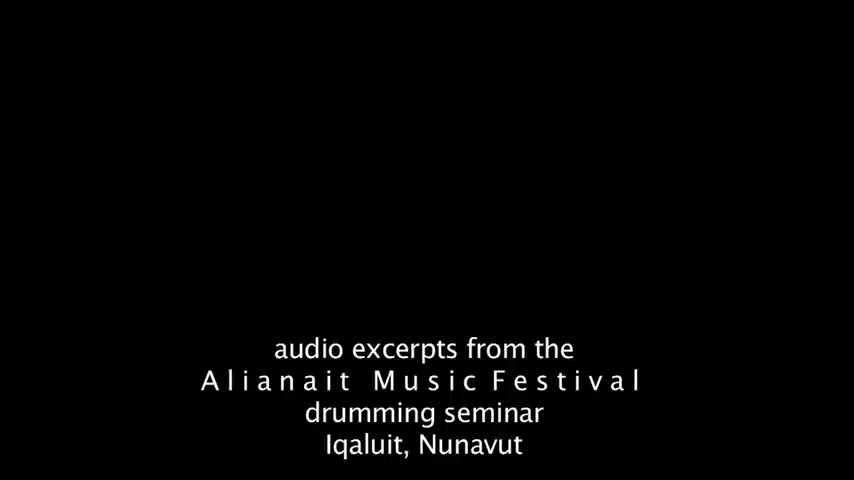 audio excerpts from the
Alianait Music Festival
drumming seminar
Iqaluit, Nunavut